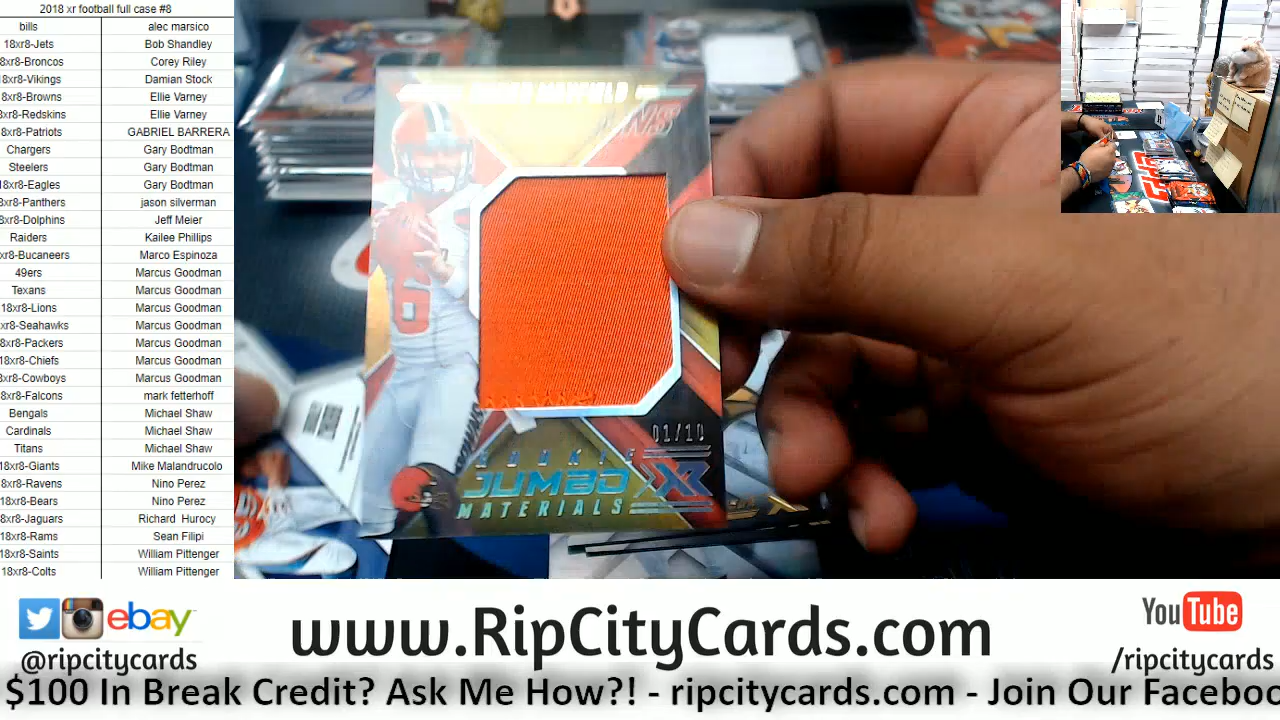 2018 xr football full case #8
bills alec marsico
18xr8-Jets Bob Shandley
8xr8-Broncos Corey Riley
8xr8-Vikings Damian Stock
8xr8-Browns Ellie Varney
8xr8-Redskins Ellie Varney
8xr8-Patriots GABRIEL BARRERA
Chargers Gary Bodtman
Steelers Gary Bodtman
18xr8-Eagles Gary Bodtman
8xr8-Panthers jason silverman
8xr8-Dolphins Jeff Meier
Raiders Kailee Phillips
xr8-Bucaneers Marco Espinoza
49ers Marcus Goodman
Texans Marcus Goodman
18xr8-Lions Marcus Goodman
xr8-Seahawks Marcus Goodman
8xr8-Packers Marcus Goodman
18xr8-Chiefs Marcus Goodman
8xr8-Cowboys Marcus Goodman
8xr8-Falcons mark fetterhoff
Bengals Michael Shaw
Cardinals Michael Shaw
Titans Michael Shaw
18xr8-Giants Mike Malandrucolo
8xr8-Ravens Nino Perez
18xr8-Bears Nino Perez
8xr8-Jaguars Richard Hurocy
18xr8-Rams Sean Filipi
18xr8-Saints William Pittenger
18xr8-Colts William Pittenger
6
01/10
ROOKIE
JUMBO XR
MATERIALS
ebay
@ripcitycards
www.RipCityCards.com
YouTube
/ripcitycards
$100 In Break Credit? Ask Me How?! - ripcitycards.com - Join Our Faceboo